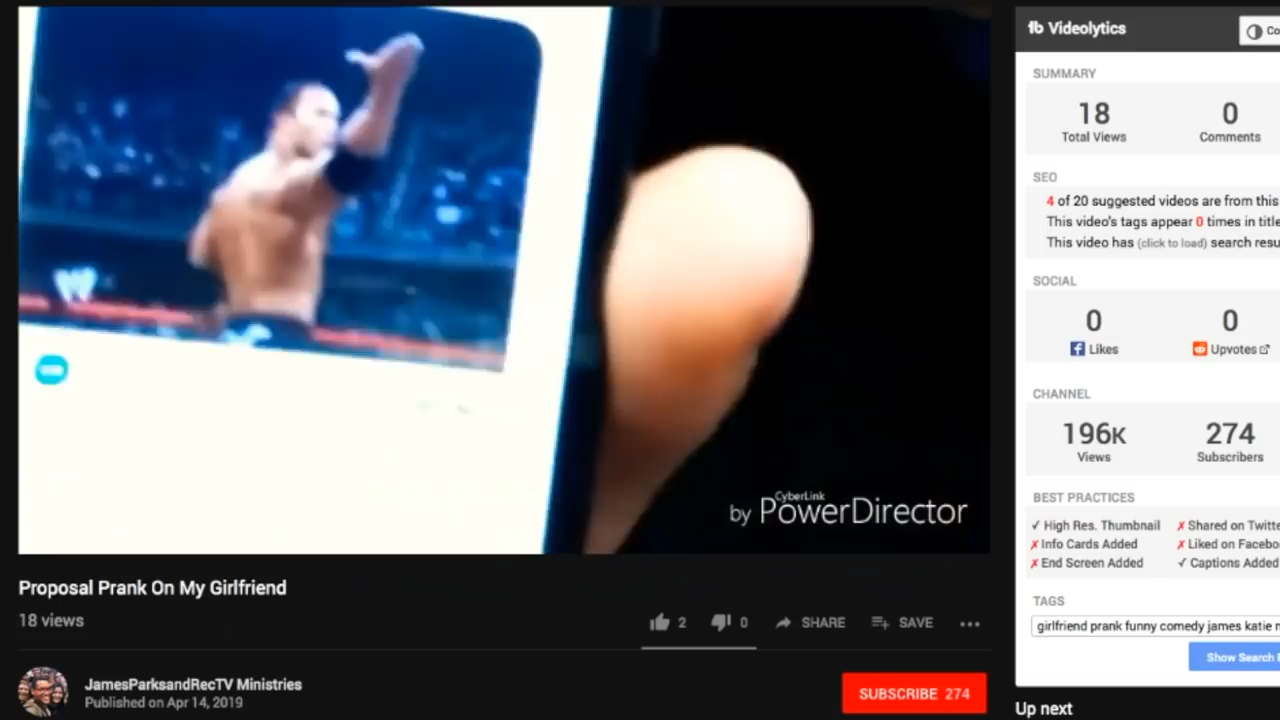 W
CyberLink
by PowerDirector
Proposal Prank On My Girlfriend
18 views
2
0
SHARE
SAVE
JamesParksandRecTV Ministries
Published on Apr 14, 2019
SUBSCRIBE 274
tb Videolytics
Co
SUMMARY
18
0
Total Views
Comments
SEO
4 of 20 suggested videos are from this
This video's tags appear 0 times in title
This video has (click to load) search resu
SOCIAL
0
0
Likes
Upvotes
CHANNEL
196K
274
Views
Subscribers
BEST PRACTICES
✓ High Res. Thumbnail
✗ Shared on Twitte
✗ Info Cards Added
✗ Liked on Facebo
✗ End Screen Added
✓ Captions Added
TAGS
girlfriend prank funny comedy james katie n
Show Search
Up next